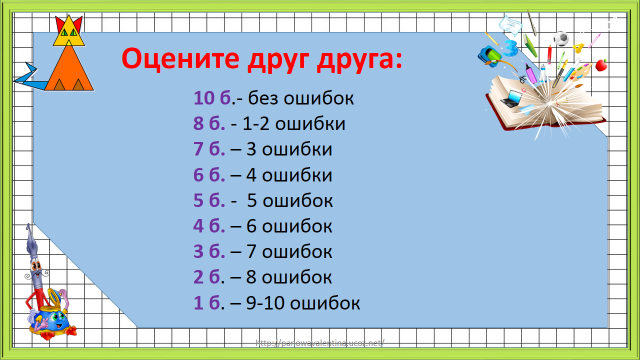 Оцените друг друга:
10 б.- без ошибок
8 б. - 1-2 ошибки
7 б. – 3 ошибки
6 б. – 4 ошибки
5 б. -  5 ошибок
4 б. – 6 ошибок
3 б. – 7 ошибок
2 б. – 8 ошибок
1 б. – 9-10 ошибок
http://parjowavalentina.ucoz.net/